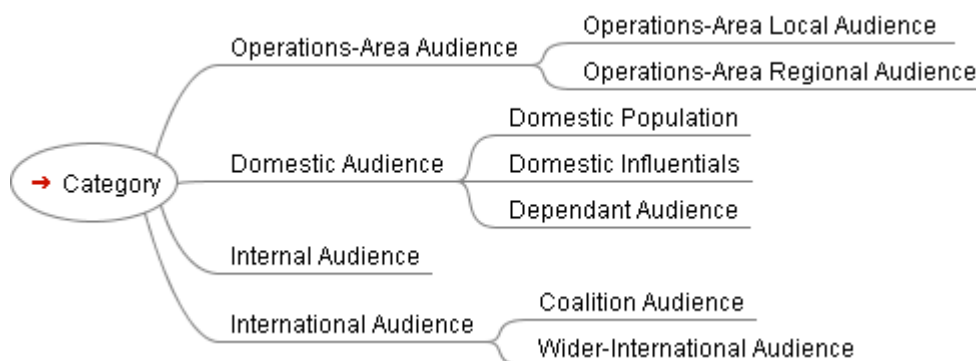 Category
Operations-Area Audience
Operations-Area Local Audience
Operations-Area Regional Audience
Domestic Audience
Domestic Population
Domestic Influentials
Dependant Audience
Internal Audience
International Audience
Coalition Audience
Wider-International Audience